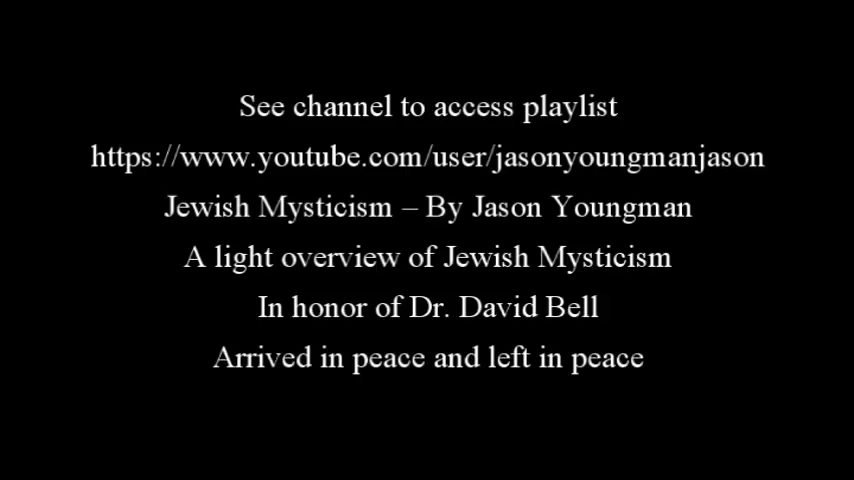 See channel to access playlist
https://www.youtube.com/user/jasonyoungmanjason
Jewish Mysticism – By Jason Youngman
A light overview of Jewish Mysticism
In honor of Dr. David Bell
Arrived in peace and left in peace